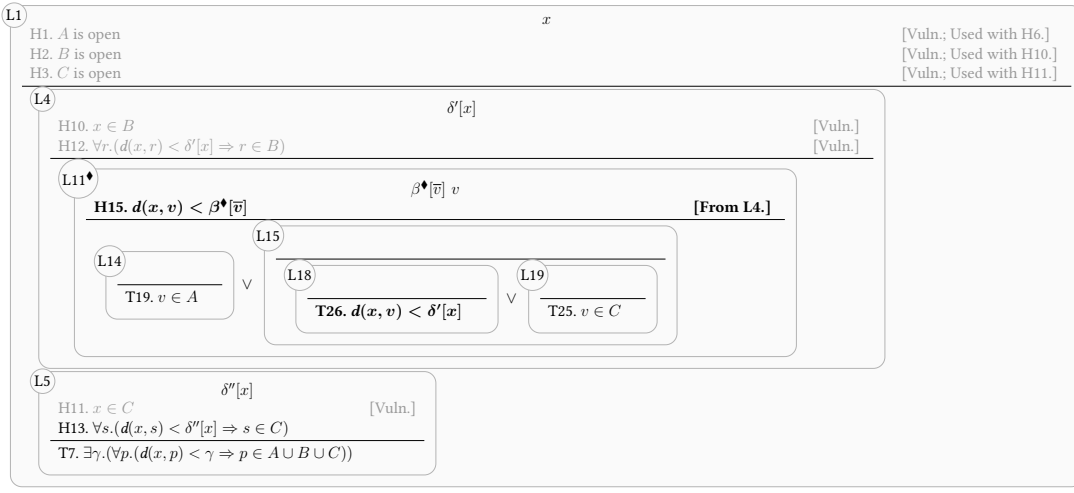 L1
x
H1. A is open [Vuln.; Used with H6.]
H2. B is open [Vuln.; Used with H10.]
H3. C is open [Vuln.; Used with H11.]
L4
δ′[x]
H10. x ∈ B [Vuln.]
H12. ∀r.(d(x, r) < δ′[x] ⇒ r ∈ B) [Vuln.]
L11♦
β♦[v̅] v
H15. d(x, v) < β♦[v̅] [From L4.]
L14
T19. v ∈ A
∨
L15
L18
T26. d(x, v) < δ′[x]
∨
L19
T25. v ∈ C
L5
δ″[x]
H11. x ∈ C [Vuln.]
H13. ∀s.(d(x, s) < δ″[x] ⇒ s ∈ C)
T7. ∃γ.(∀p.(d(x, p) < γ ⇒ p ∈ A ∪ B ∪ C))